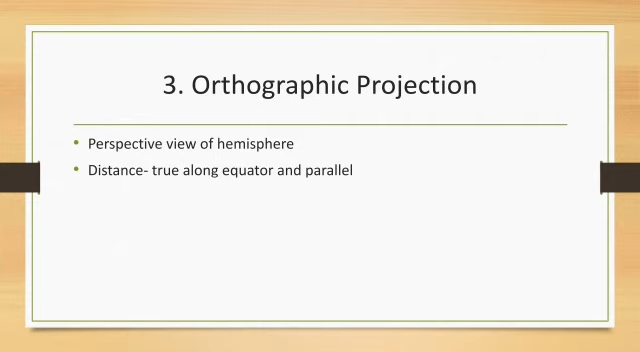 3. Orthographic Projection
• Perspective view of hemisphere
• Distance- true along equator and parallel